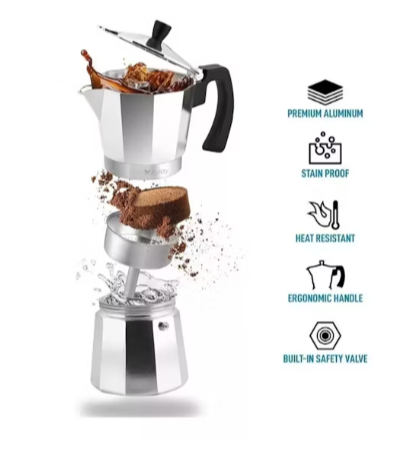 PREMIUM ALUMINUM
STAIN PROOF
HEAT RESISTANT
ERGONOMIC HANDLE
BUILT-IN SAFETY VALVE